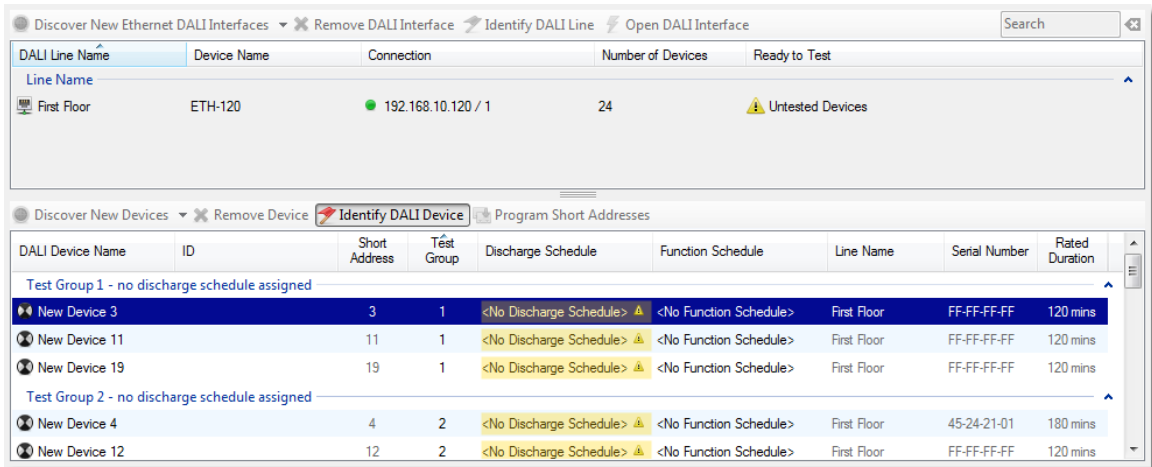 Discover New Ethernet DALI Interfaces Remove DALI Interface Identify DALI Line Open DALI Interface Search
DALI Line Name Device Name Connection Number of Devices Ready to Test
Line Name
First Floor ETH-120 192.168.10.120 / 1 24 Untested Devices
Discover New Devices Remove Device Identify DALI Device Program Short Addresses
DALI Device Name ID Short Address Test Group Discharge Schedule Function Schedule Line Name Serial Number Rated Duration
Test Group 1 - no discharge schedule assigned
New Device 3 3 1 <No Discharge Schedule> <No Function Schedule> First Floor FF-FF-FF-FF 120 mins
New Device 11 11 1 <No Discharge Schedule> <No Function Schedule> First Floor FF-FF-FF-FF 120 mins
New Device 19 19 1 <No Discharge Schedule> <No Function Schedule> First Floor FF-FF-FF-FF 120 mins
Test Group 2 - no discharge schedule assigned
New Device 4 4 2 <No Discharge Schedule> <No Function Schedule> First Floor 45-24-21-01 180 mins
New Device 12 12 2 <No Discharge Schedule> <No Function Schedule> First Floor FF-FF-FF-FF 120 mins